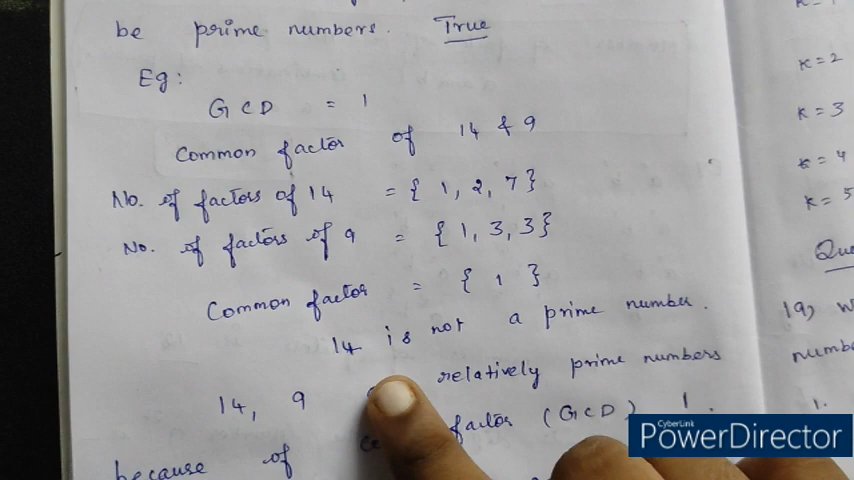 be prime numbers. True
Eg:
GCD = 1
Common factor of 14 & 9
No. of factors of 14 = { 1, 2, 7 }
No. of factors of 9 = { 1, 3, 3 }
Common factor = { 1 }
14 is not a prime number.
14, 9 relatively prime numbers
because of factor (GCD) 1.
K = 2
K = 3
K = 4
K = 5
19, W
numbe
1.
CyberLink
PowerDirector